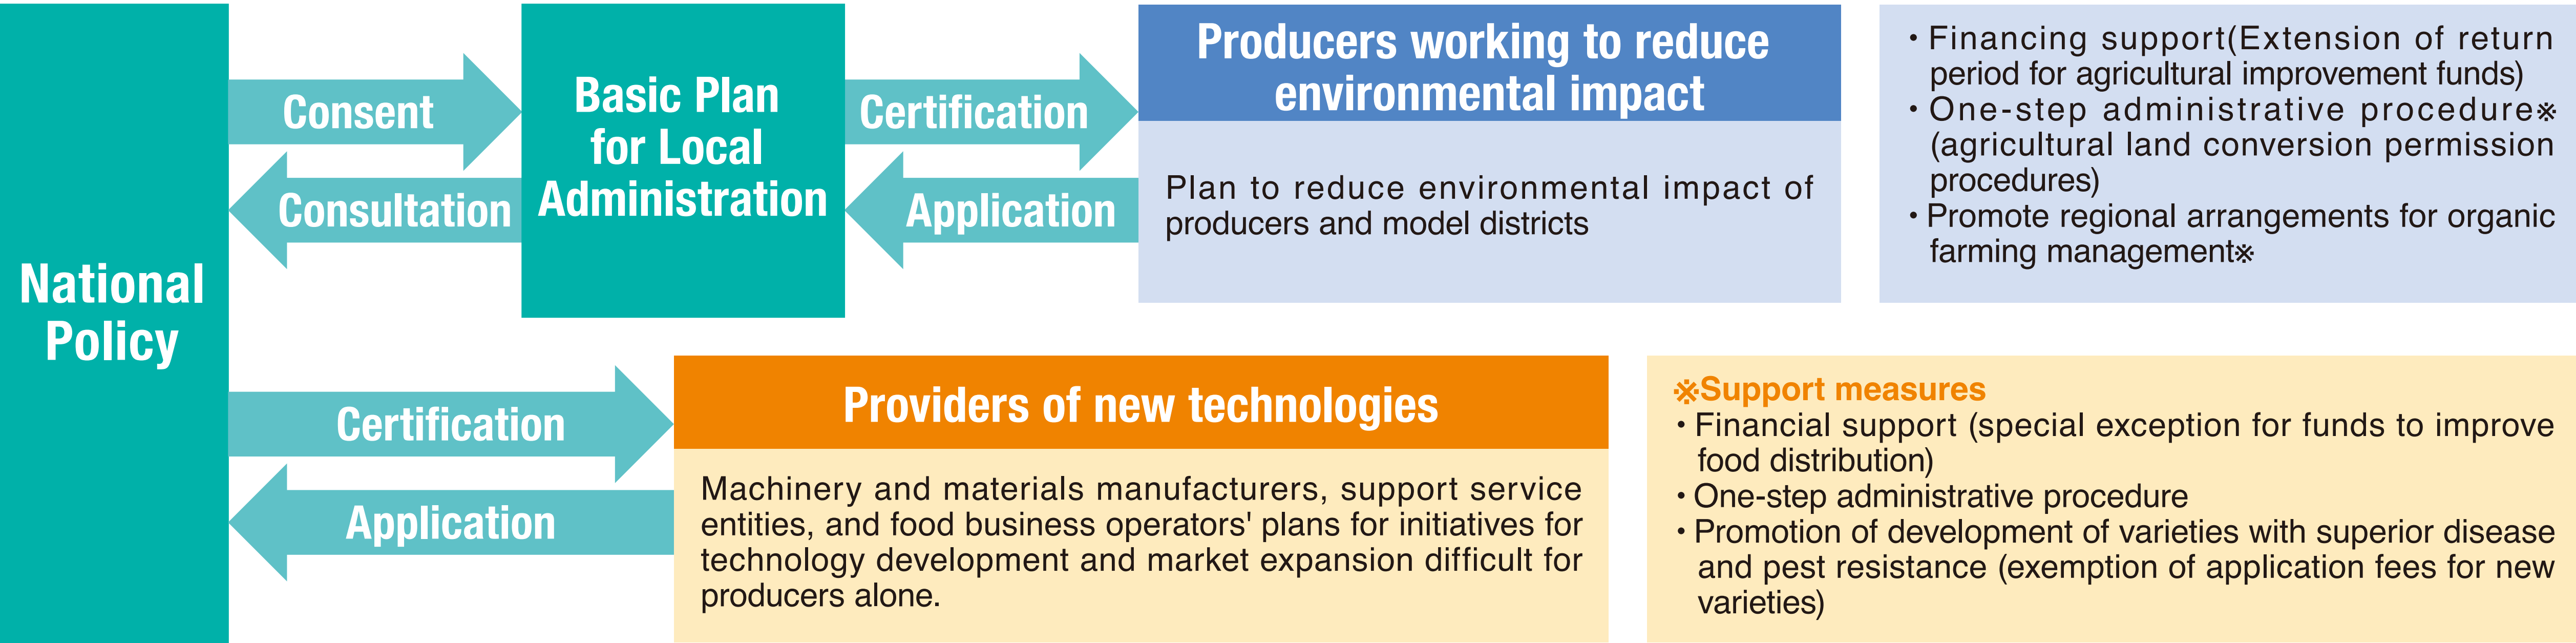 National
Policy
Consent
Consultation
Basic Plan
for Local
Administration
Certification
Application
Producers working to reduce
environmental impact
Plan to reduce environmental impact of
producers and model districts
・Financing support(Extension of return
period for agricultural improvement funds)
・One-step administrative procedure※
(agricultural land conversion permission
procedures)
・Promote regional arrangements for organic
farming management※
Certification
Application
Providers of new technologies
Machinery and materials manufacturers, support service
entities, and food business operators' plans for initiatives for
technology development and market expansion difficult for
producers alone.
※Support measures
・Financial support (special exception for funds to improve
food distribution)
・One-step administrative procedure
・Promotion of development of varieties with superior disease
and pest resistance (exemption of application fees for new
varieties)